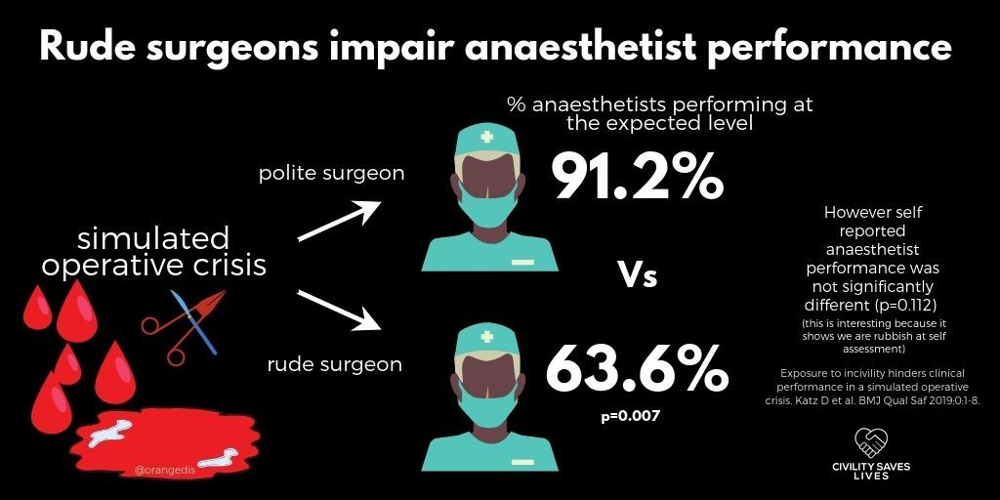 Rude surgeons impair anaesthetist performance
% anaesthetists performing at
the expected level
polite surgeon
91.2%
simulated
operative crisis
Vs
rude surgeon
63.6%
p=0.007
However self
reported
anaesthetist
performance was
not significantly
different (p=0.112)
(this is interesting because it
shows we are rubbish at self
assessment)
Exposure to incivility hinders clinical
performance in a simulated operative
crisis. Katz D et al. BMJ Qual Saf 2019;0:1-8.
@orangedis
CIVILITY SAVES
LIVES